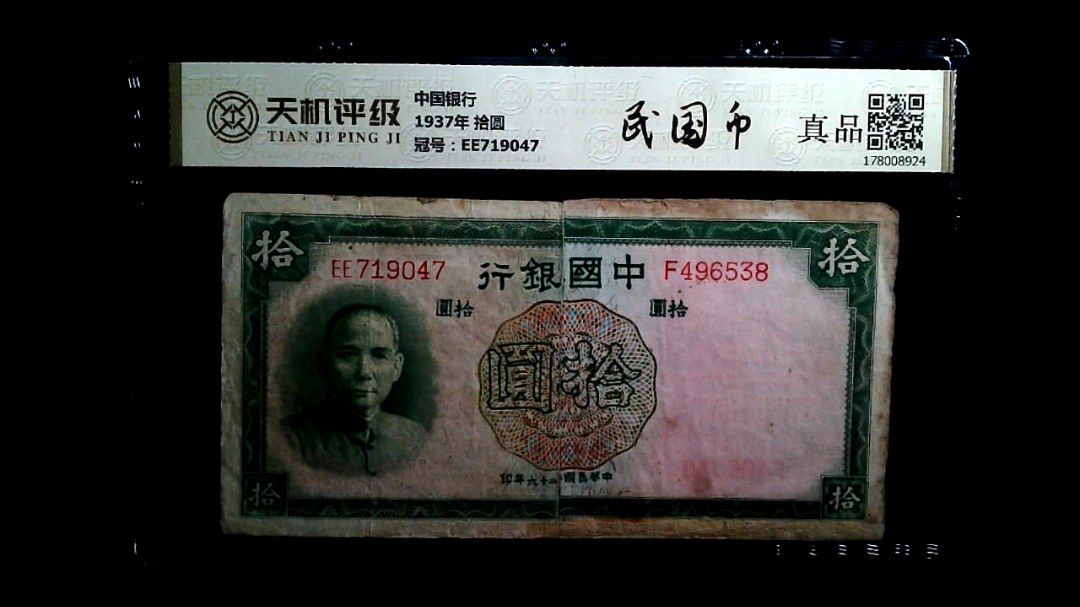 天机评级
TIAN JI PING JI
中国银行
1937年 拾圆
冠号：EE719047
民国币
真品
178008924
拾
拾
EE719047
中國銀行
F496538
拾圓
拾圓
拾圓
中華民國二十六年印
拾
拾